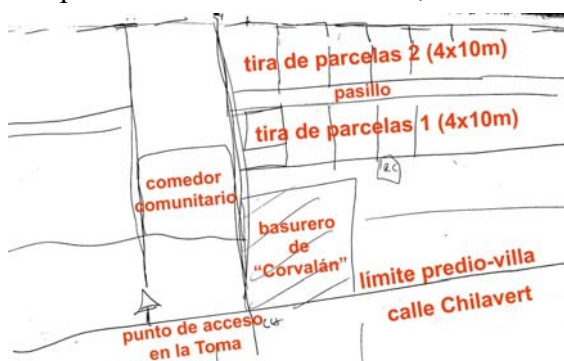 tira de parcelas 2 (4x10m)
pasillo
tira de parcelas 1 (4x10m)
comedor
comunitario
basurero
de
“Corvalán”
límite predio-villa
calle Chilavert
punto de acceso
en la Toma